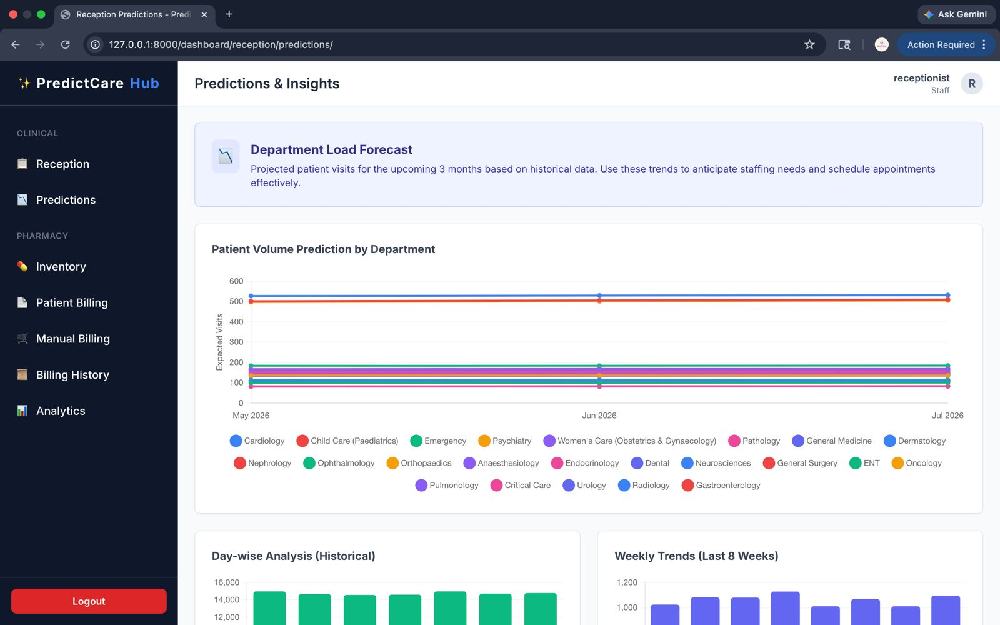 Reception Predictions - Predi
Ask Gemini
127.0.0.1:8000/dashboard/reception/predictions/
Action Required
PredictCare Hub
CLINICAL
Reception
Predictions
PHARMACY
Inventory
Patient Billing
Manual Billing
Billing History
Analytics
Logout
Predictions & Insights
receptionist
Staff
R
Department Load Forecast
Projected patient visits for the upcoming 3 months based on historical data. Use these trends to anticipate staffing needs and schedule appointments
effectively.
Patient Volume Prediction by Department
Expected Visits
600
500
400
300
200
100
0
May 2026 Jun 2026 Jul 2026
Cardiology Child Care (Paediatrics) Emergency Psychiatry Women's Care (Obstetrics & Gynaecology) Pathology General Medicine Dermatology
Nephrology Ophthalmology Orthopaedics Anaesthesiology Endocrinology Dental Neurosciences General Surgery ENT Oncology
Pulmonology Critical Care Urology Radiology Gastroenterology
Day-wise Analysis (Historical)
16,000
14,000
12,000
Weekly Trends (Last 8 Weeks)
1,200
1,000